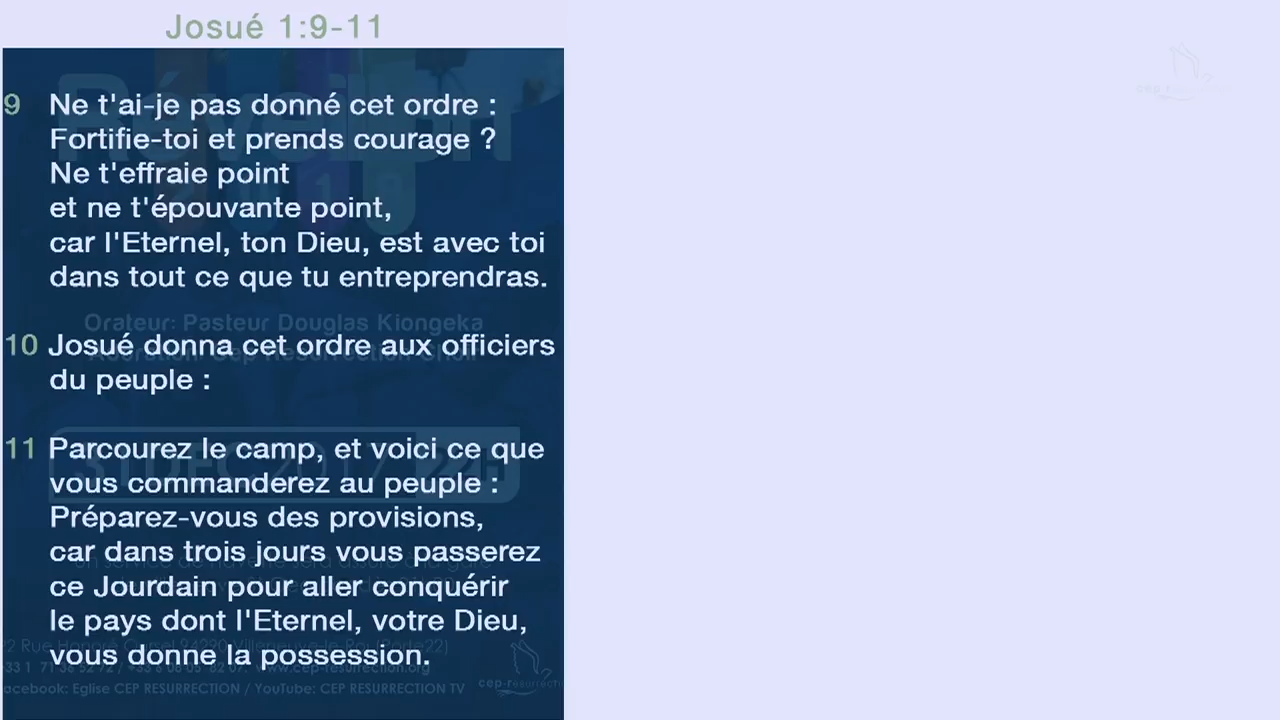 Josué 1:9-11
9 Ne t'ai-je pas donné cet ordre :
Fortifie-toi et prends courage ?
Ne t'effraie point
et ne t'épouvante point,
car l'Eternel, ton Dieu, est avec toi
dans tout ce que tu entreprendras.
Orateur: Pasteur Douglas Kiongeka
10 Josué donna cet ordre aux officiers
du peuple :
11 Parcourez le camp, et voici ce que
vous commanderez au peuple :
31 DEC 2017 22H
Préparez-vous des provisions,
car dans trois jours vous passerez
ce Jourdain pour aller conquérir
le pays dont l'Eternel, votre Dieu,
vous donne la possession.
www.cep-resurrection.org
acebook: Eglise CEP RESURRECTION / YouTube: CEP RESURRECTION TV